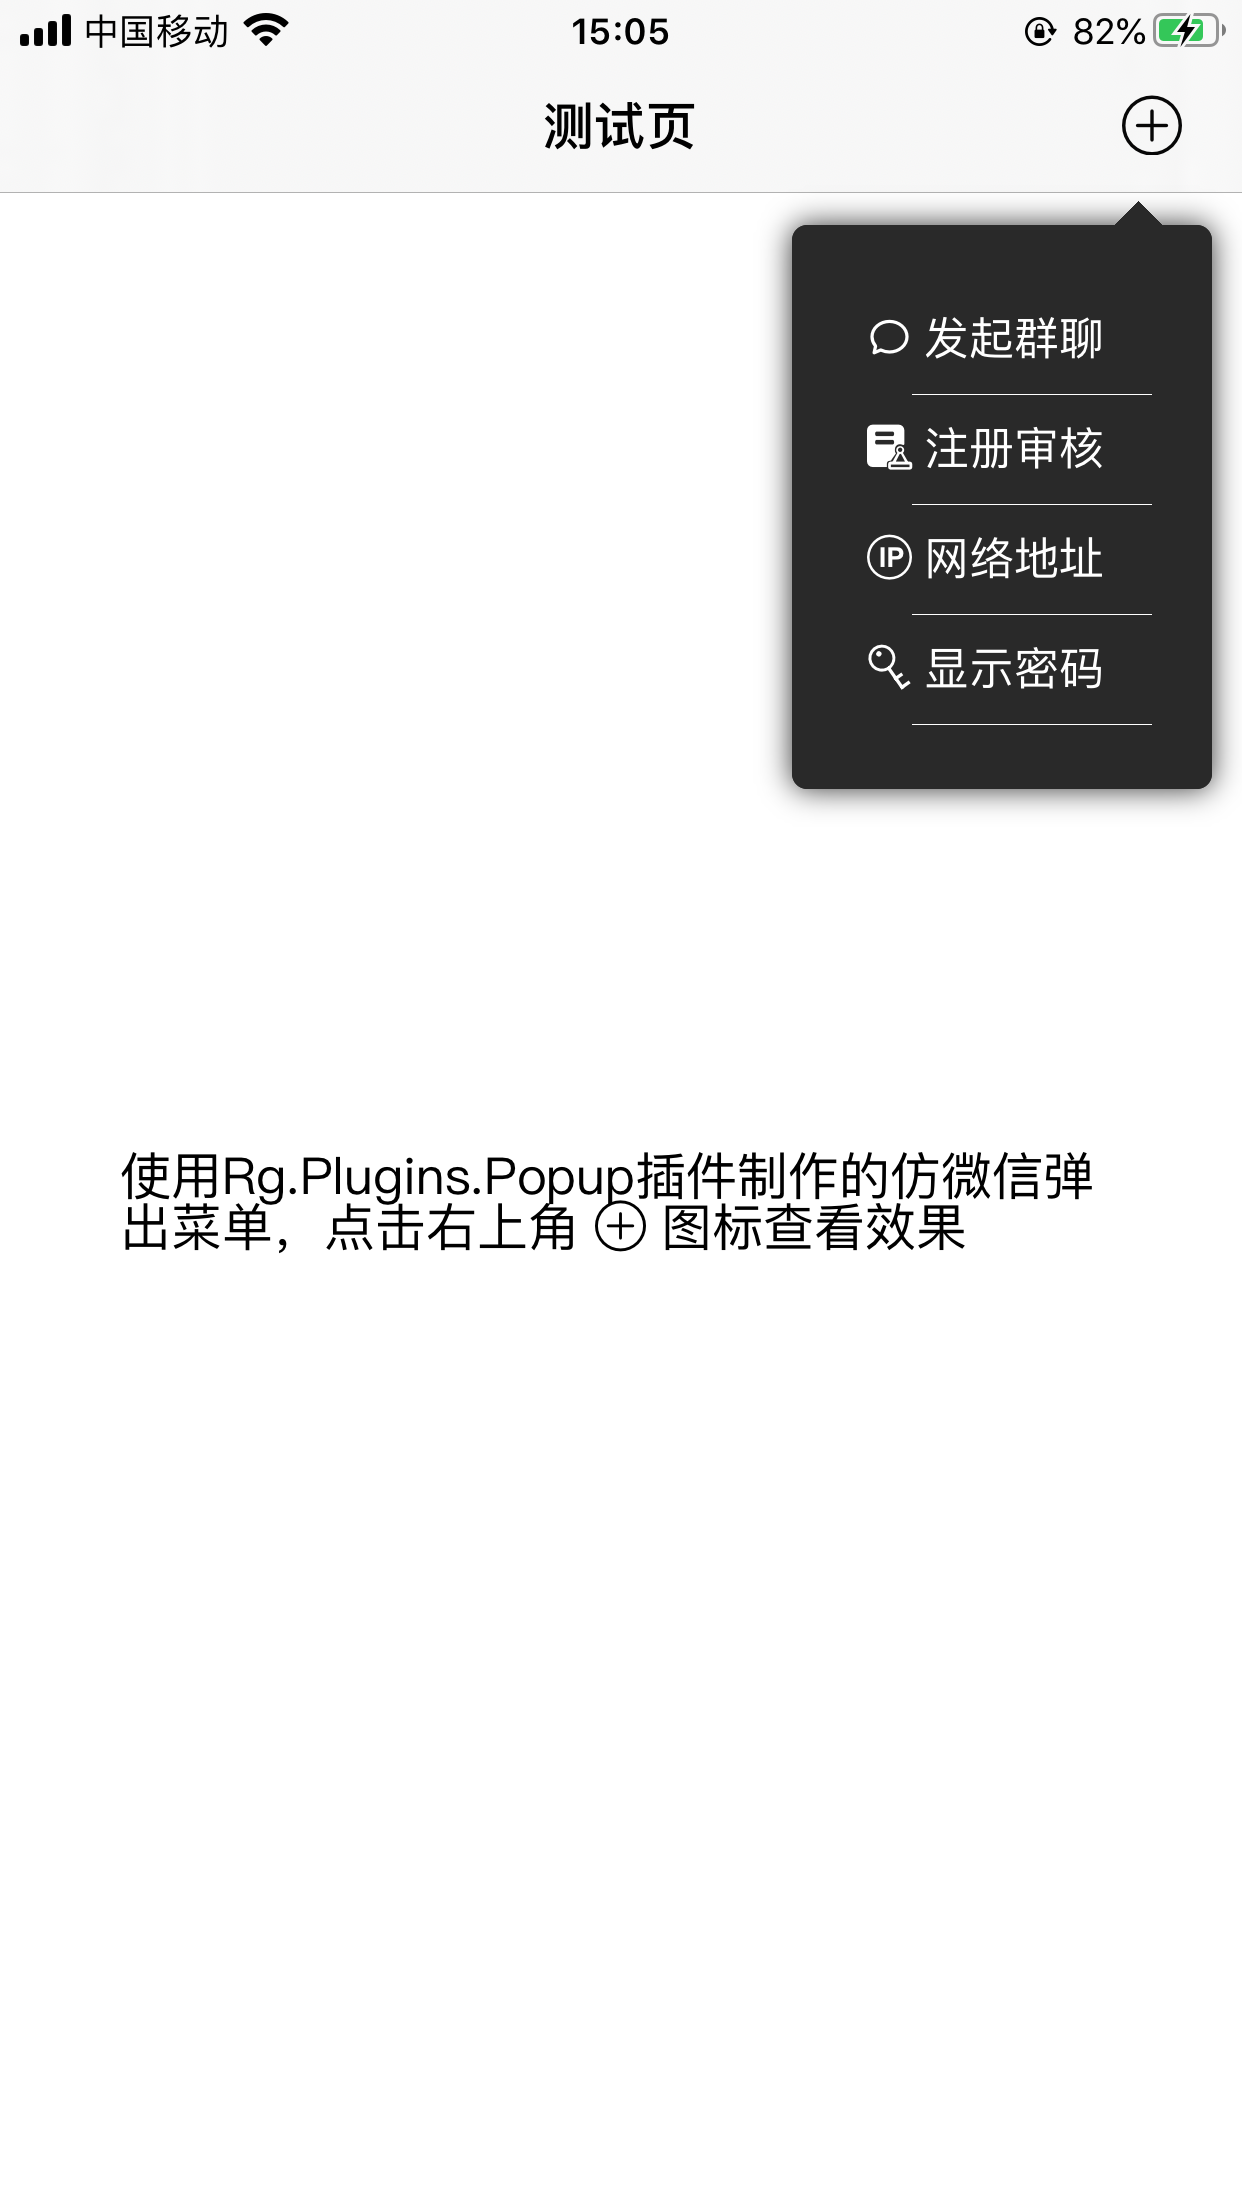 中国移动 15:05 82%
测试页
发起群聊
注册审核
IP 网络地址
显示密码
使用Rg.Plugins.Popup插件制作的仿微信弹
出菜单，点击右上角 ⊕ 图标查看效果